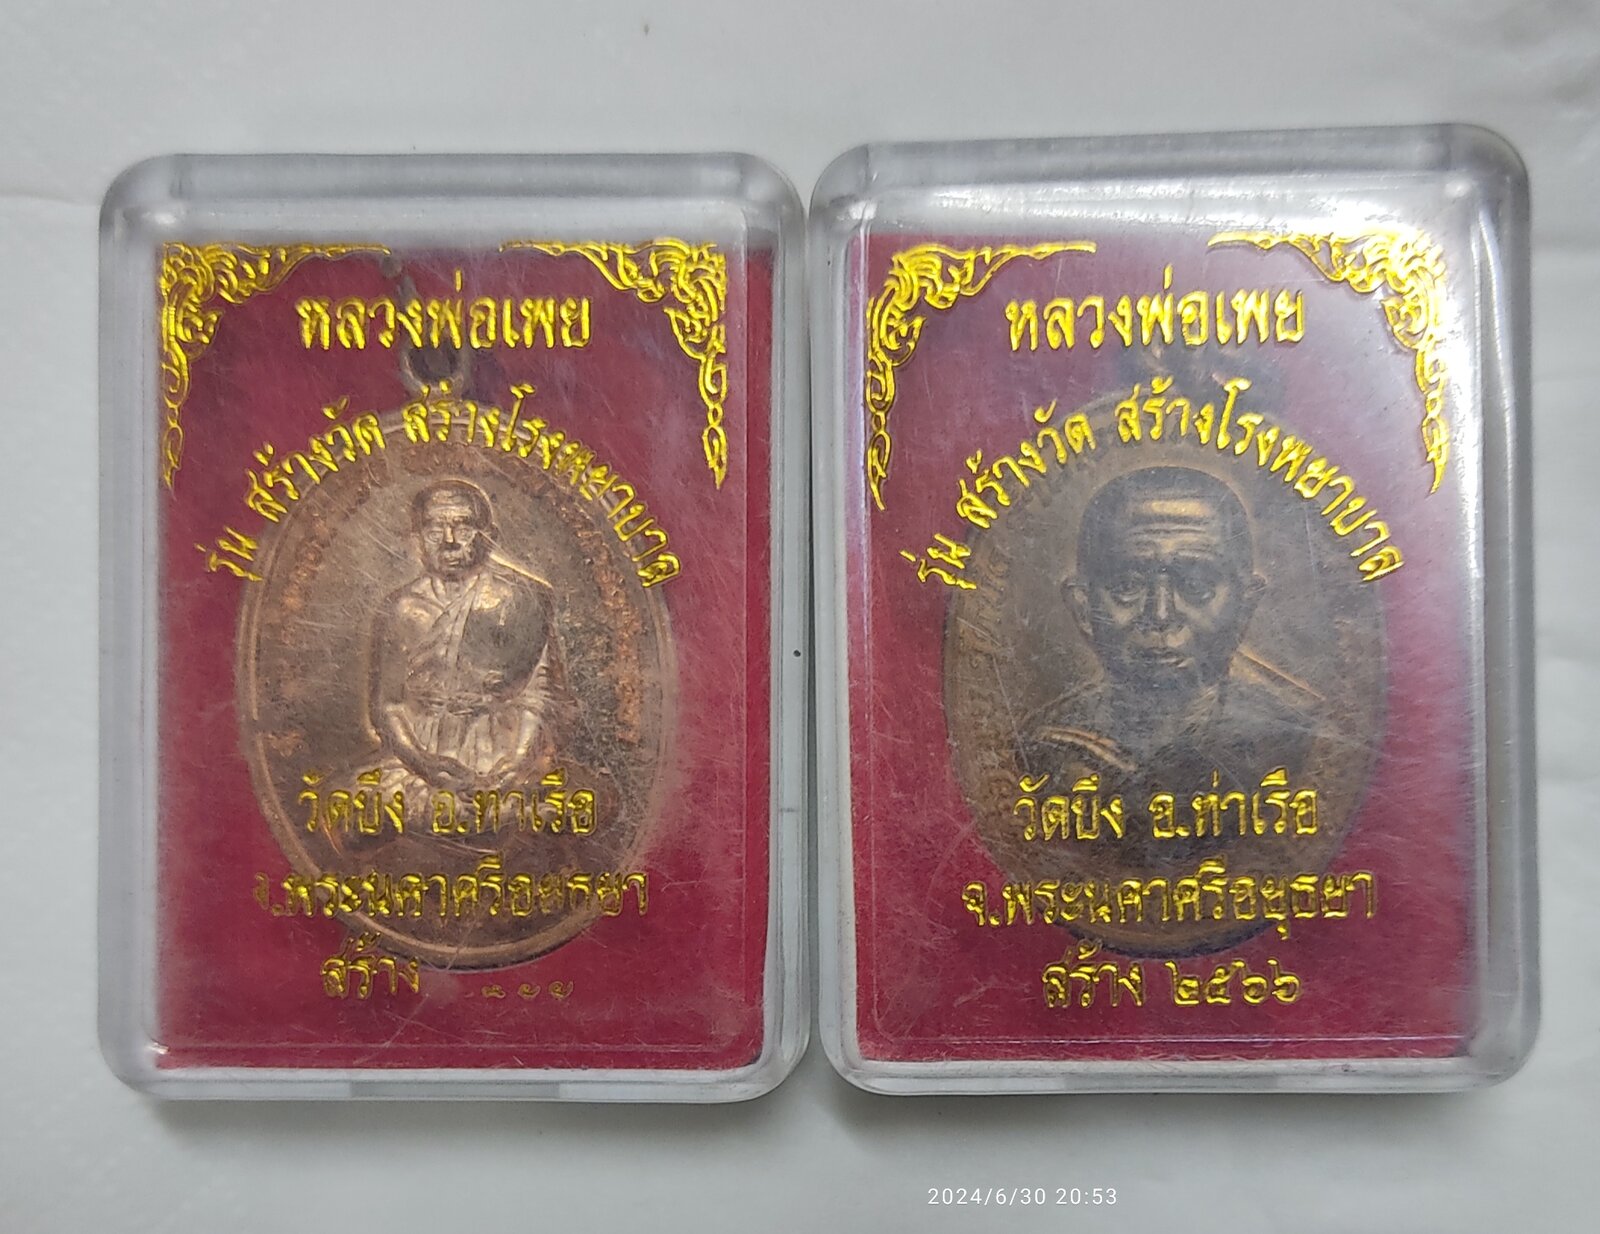 หลวงพ่อเพย
รุ่น สร้างวัด สร้างโรงพยาบาล
วัดบึง อ.ท่าเรือ
จ.พระนคาศรีอยุธยา
สร้าง
หลวงพ่อเพย
รุ่น สร้างวัด สร้างโรงพยาบาล
วัดบึง อ.ท่าเรือ
จ.พระนคาศรีอยุธยา
สร้าง ๒๕๖๖
2024/6/30 20:53